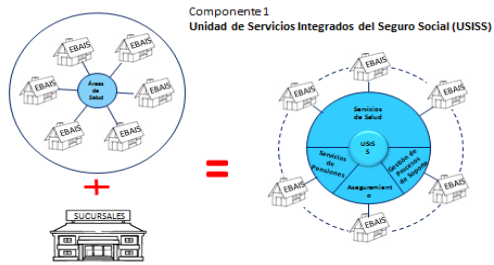 Componente 1
Unidad de Servicios Integrados del Seguro Social (USISS)
EBAIS
EBAIS
EBAIS
EBAIS
EBAIS
EBAIS
Áreas
de
Salud
+
SUCURSALES
=
EBAIS
EBAIS
EBAIS
EBAIS
EBAIS
EBAIS
Servicios
de Salud
USIS
S
Servicios
de
Pensiones
Gestión de
Procesos
de Soporte
Aseguramient
o